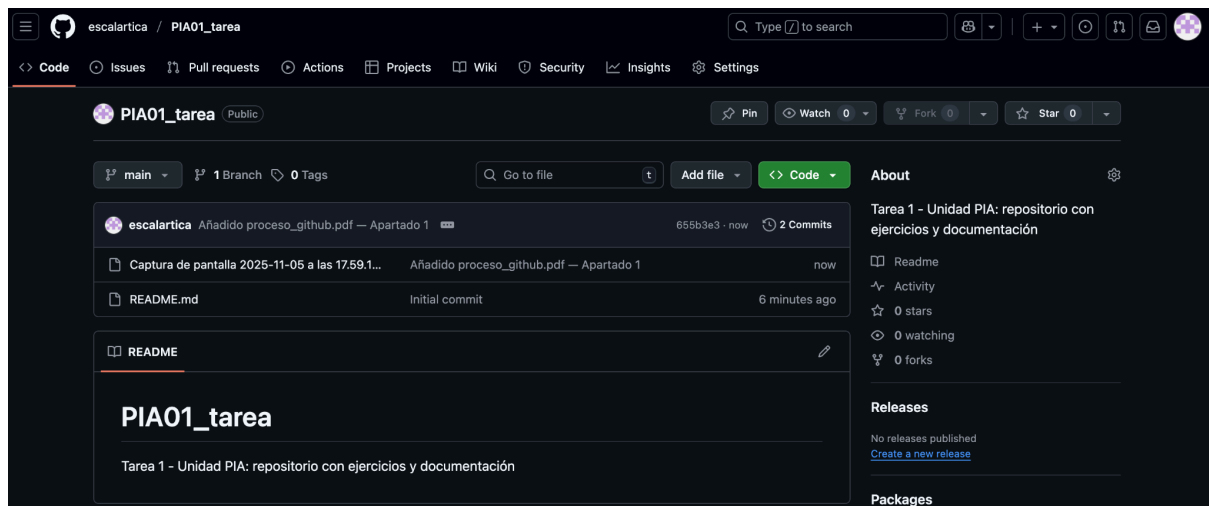 escalartica / PIA01_tarea
Type / to search
Code Issues Pull requests Actions Projects Wiki Security Insights Settings
PIA01_tarea Public
Pin Watch 0 Fork 0 Star 0
main 1 Branch 0 Tags
Go to file t
Add file Code
escalartica Añadido proceso_github.pdf — Apartado 1 655b3e3 · now 2 Commits
Captura de pantalla 2025-11-05 a las 17.59.1... Añadido proceso_github.pdf — Apartado 1 now
README.md Initial commit 6 minutes ago
README
PIA01_tarea
Tarea 1 - Unidad PIA: repositorio con ejercicios y documentación
About
Tarea 1 - Unidad PIA: repositorio con
ejercicios y documentación
Readme
Activity
0 stars
0 watching
0 forks
Releases
No releases published
Create a new release
Packages